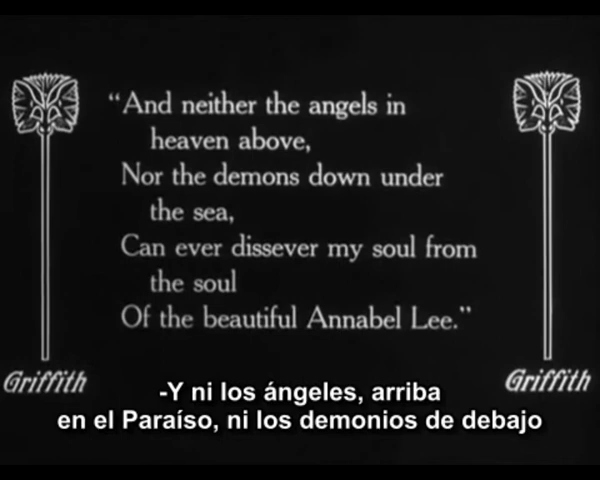 “And neither the angels in
heaven above,
Nor the demons down under
the sea,
Can ever dissever my soul from
the soul
Of the beautiful Annabel Lee.”
Griffith
Griffith
-Y ni los ángeles, arriba
en el Paraíso, ni los demonios de debajo